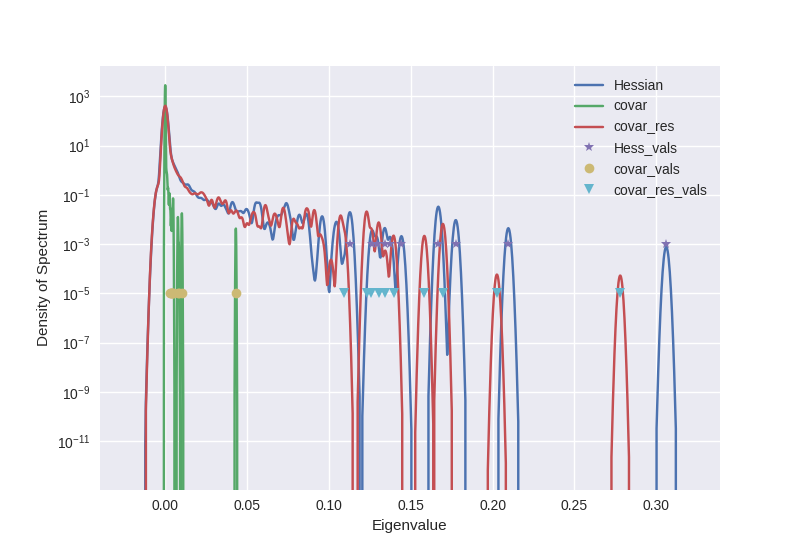 Hessian
covar
covar_res
Hess_vals
covar_vals
covar_res_vals
Density of Spectrum
10^3
10^1
10^-1
10^-3
10^-5
10^-7
10^-9
10^-11
0.00 0.05 0.10 0.15 0.20 0.25 0.30
Eigenvalue